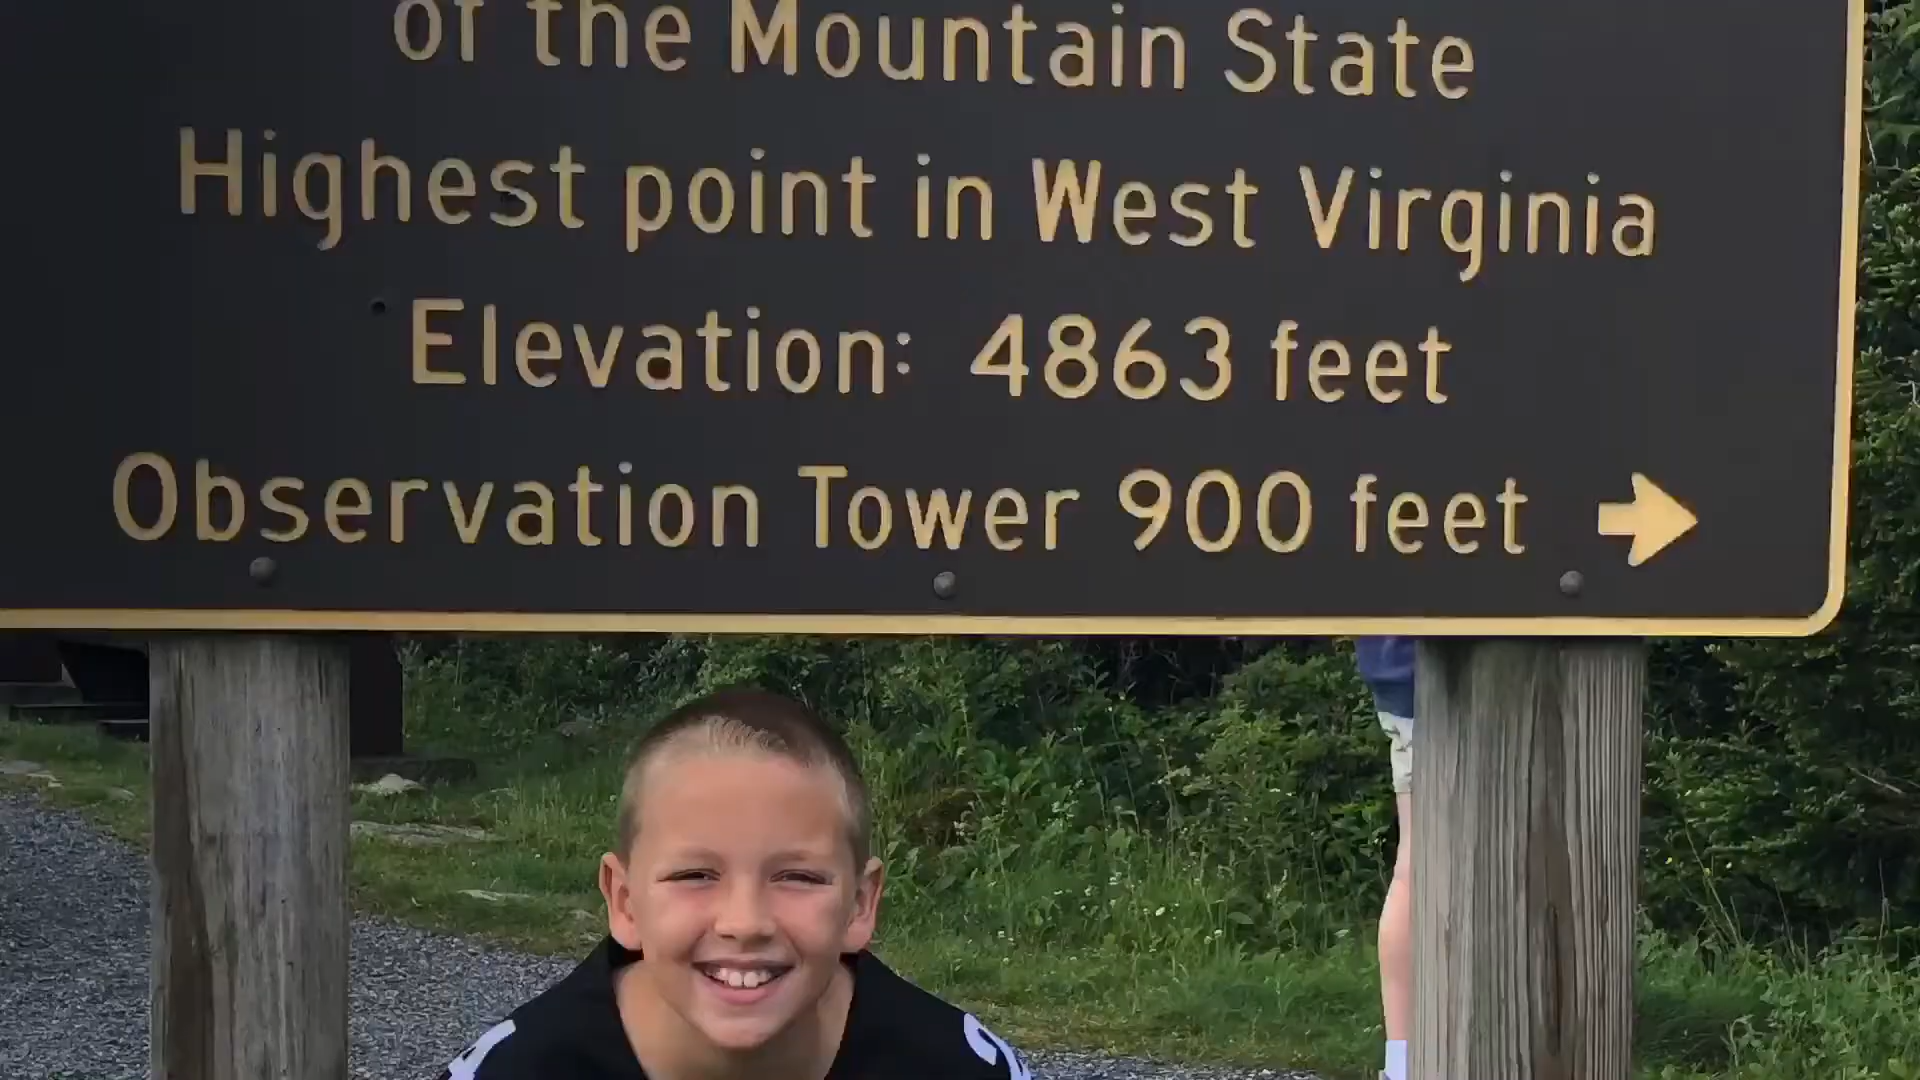 of the Mountain State
Highest point in West Virginia
Elevation: 4863 feet
Observation Tower 900 feet